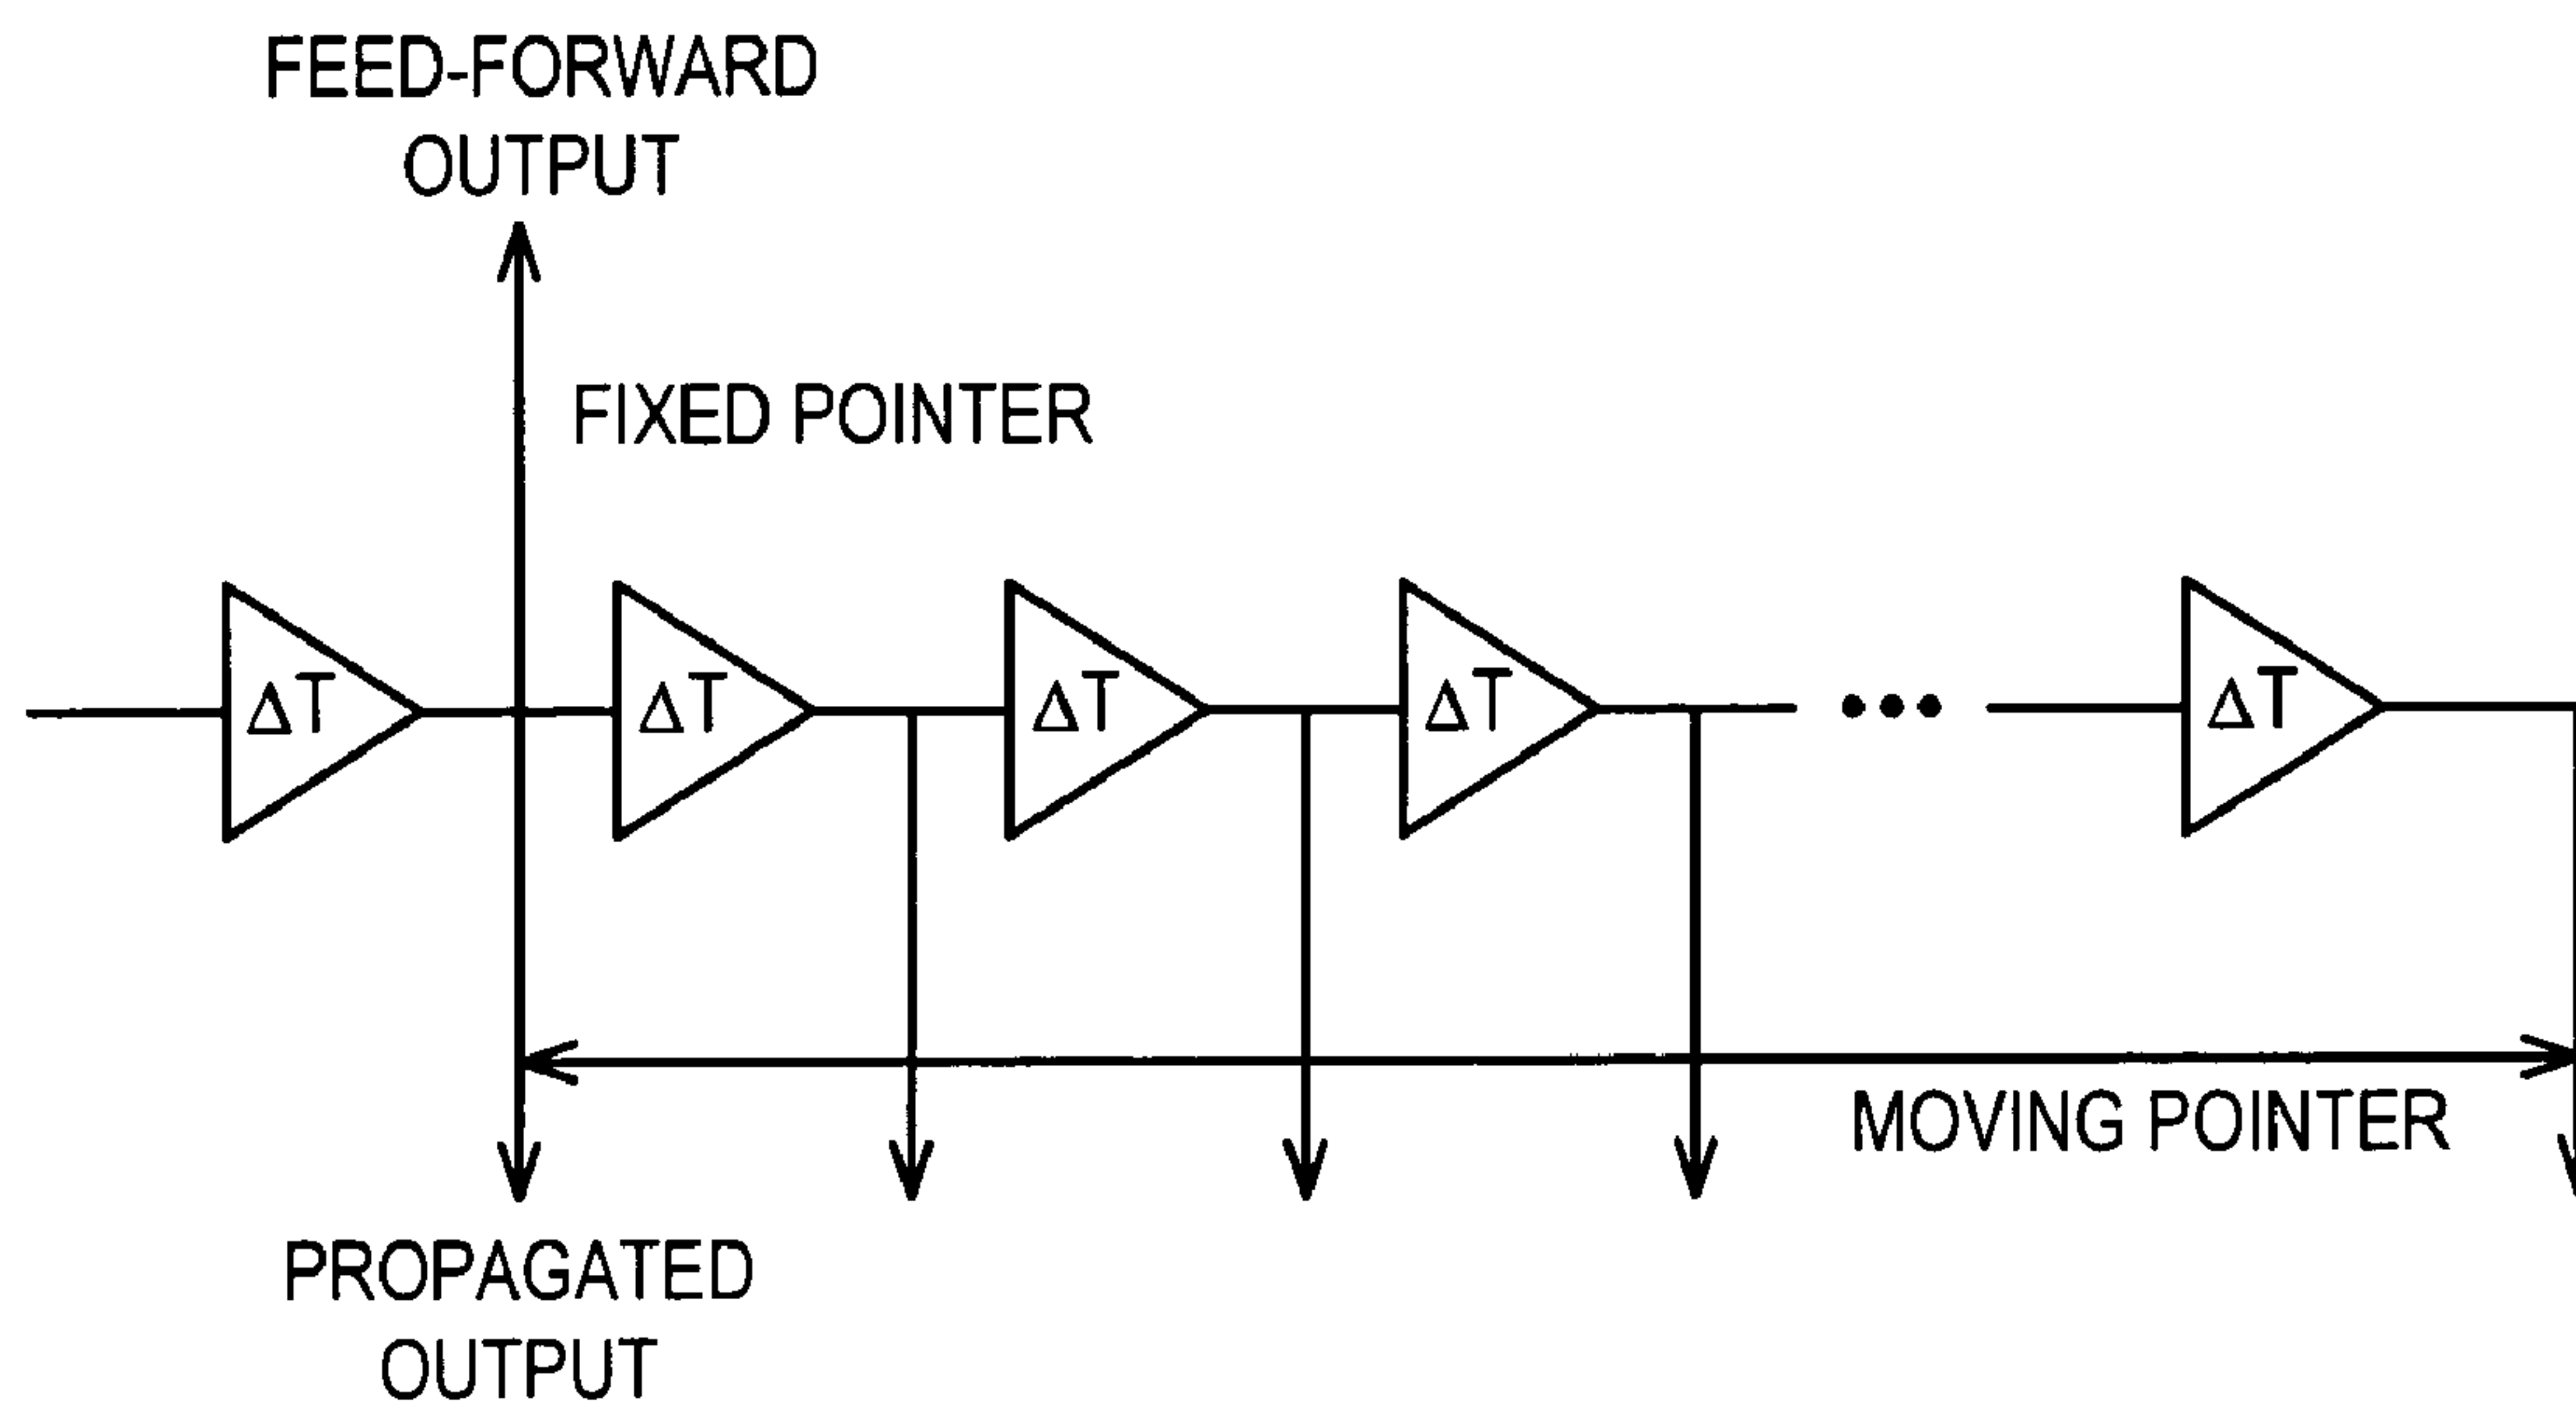 FEED-FORWARD
OUTPUT
FIXED POINTER
ΔT
ΔT
ΔT
ΔT
ΔT
MOVING POINTER
PROPAGATED
OUTPUT